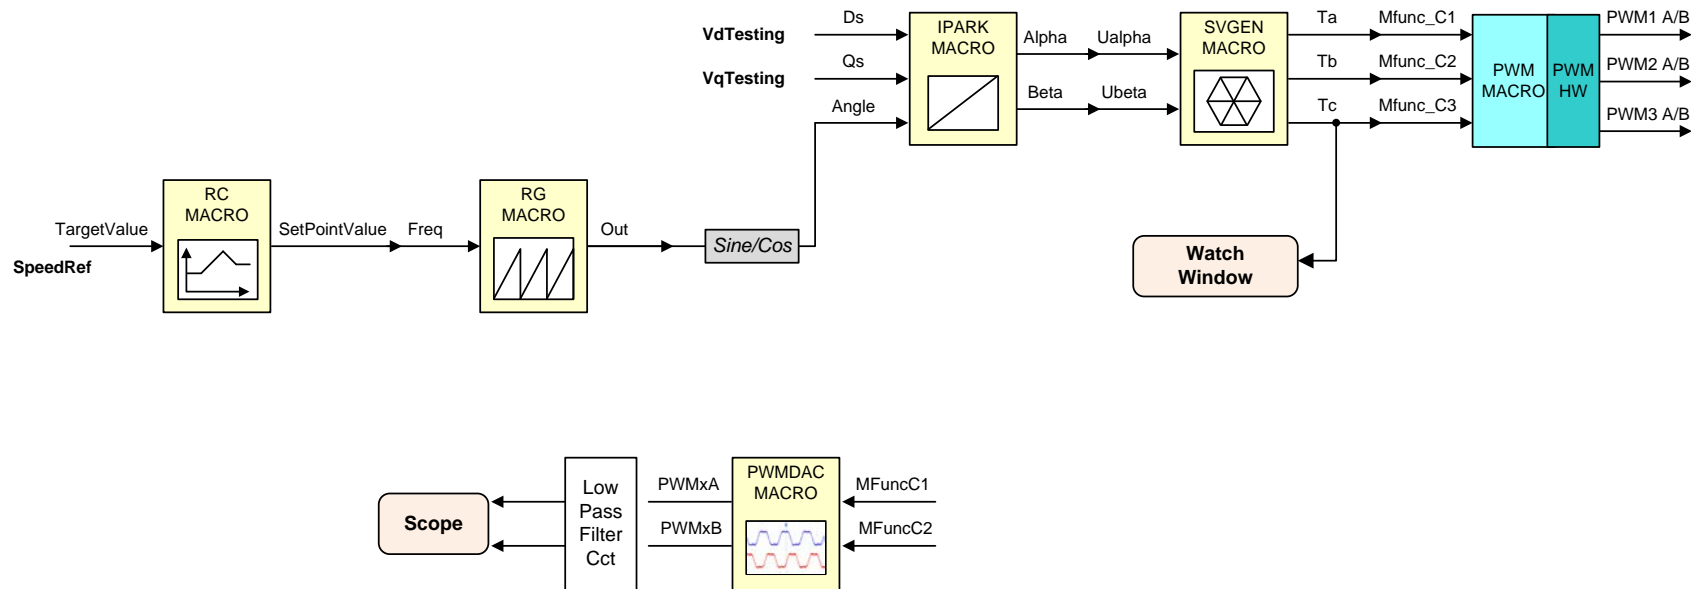 VdTesting
Ds
VqTesting
Qs
Angle
IPARK
MACRO
Alpha
Ualpha
Beta
Ubeta
SVGEN
MACRO
Ta
Mfunc_C1
Tb
Mfunc_C2
Tc
Mfunc_C3
PWM
MACRO
PWM
HW
PWM1 A/B
PWM2 A/B
PWM3 A/B
TargetValue
SpeedRef
RC
MACRO
SetPointValue
Freq
RG
MACRO
Out
Sine/Cos
Watch
Window
Scope
Low
Pass
Filter
Cct
PWMxA
PWMxB
PWMDAC
MACRO
MFuncC1
MFuncC2